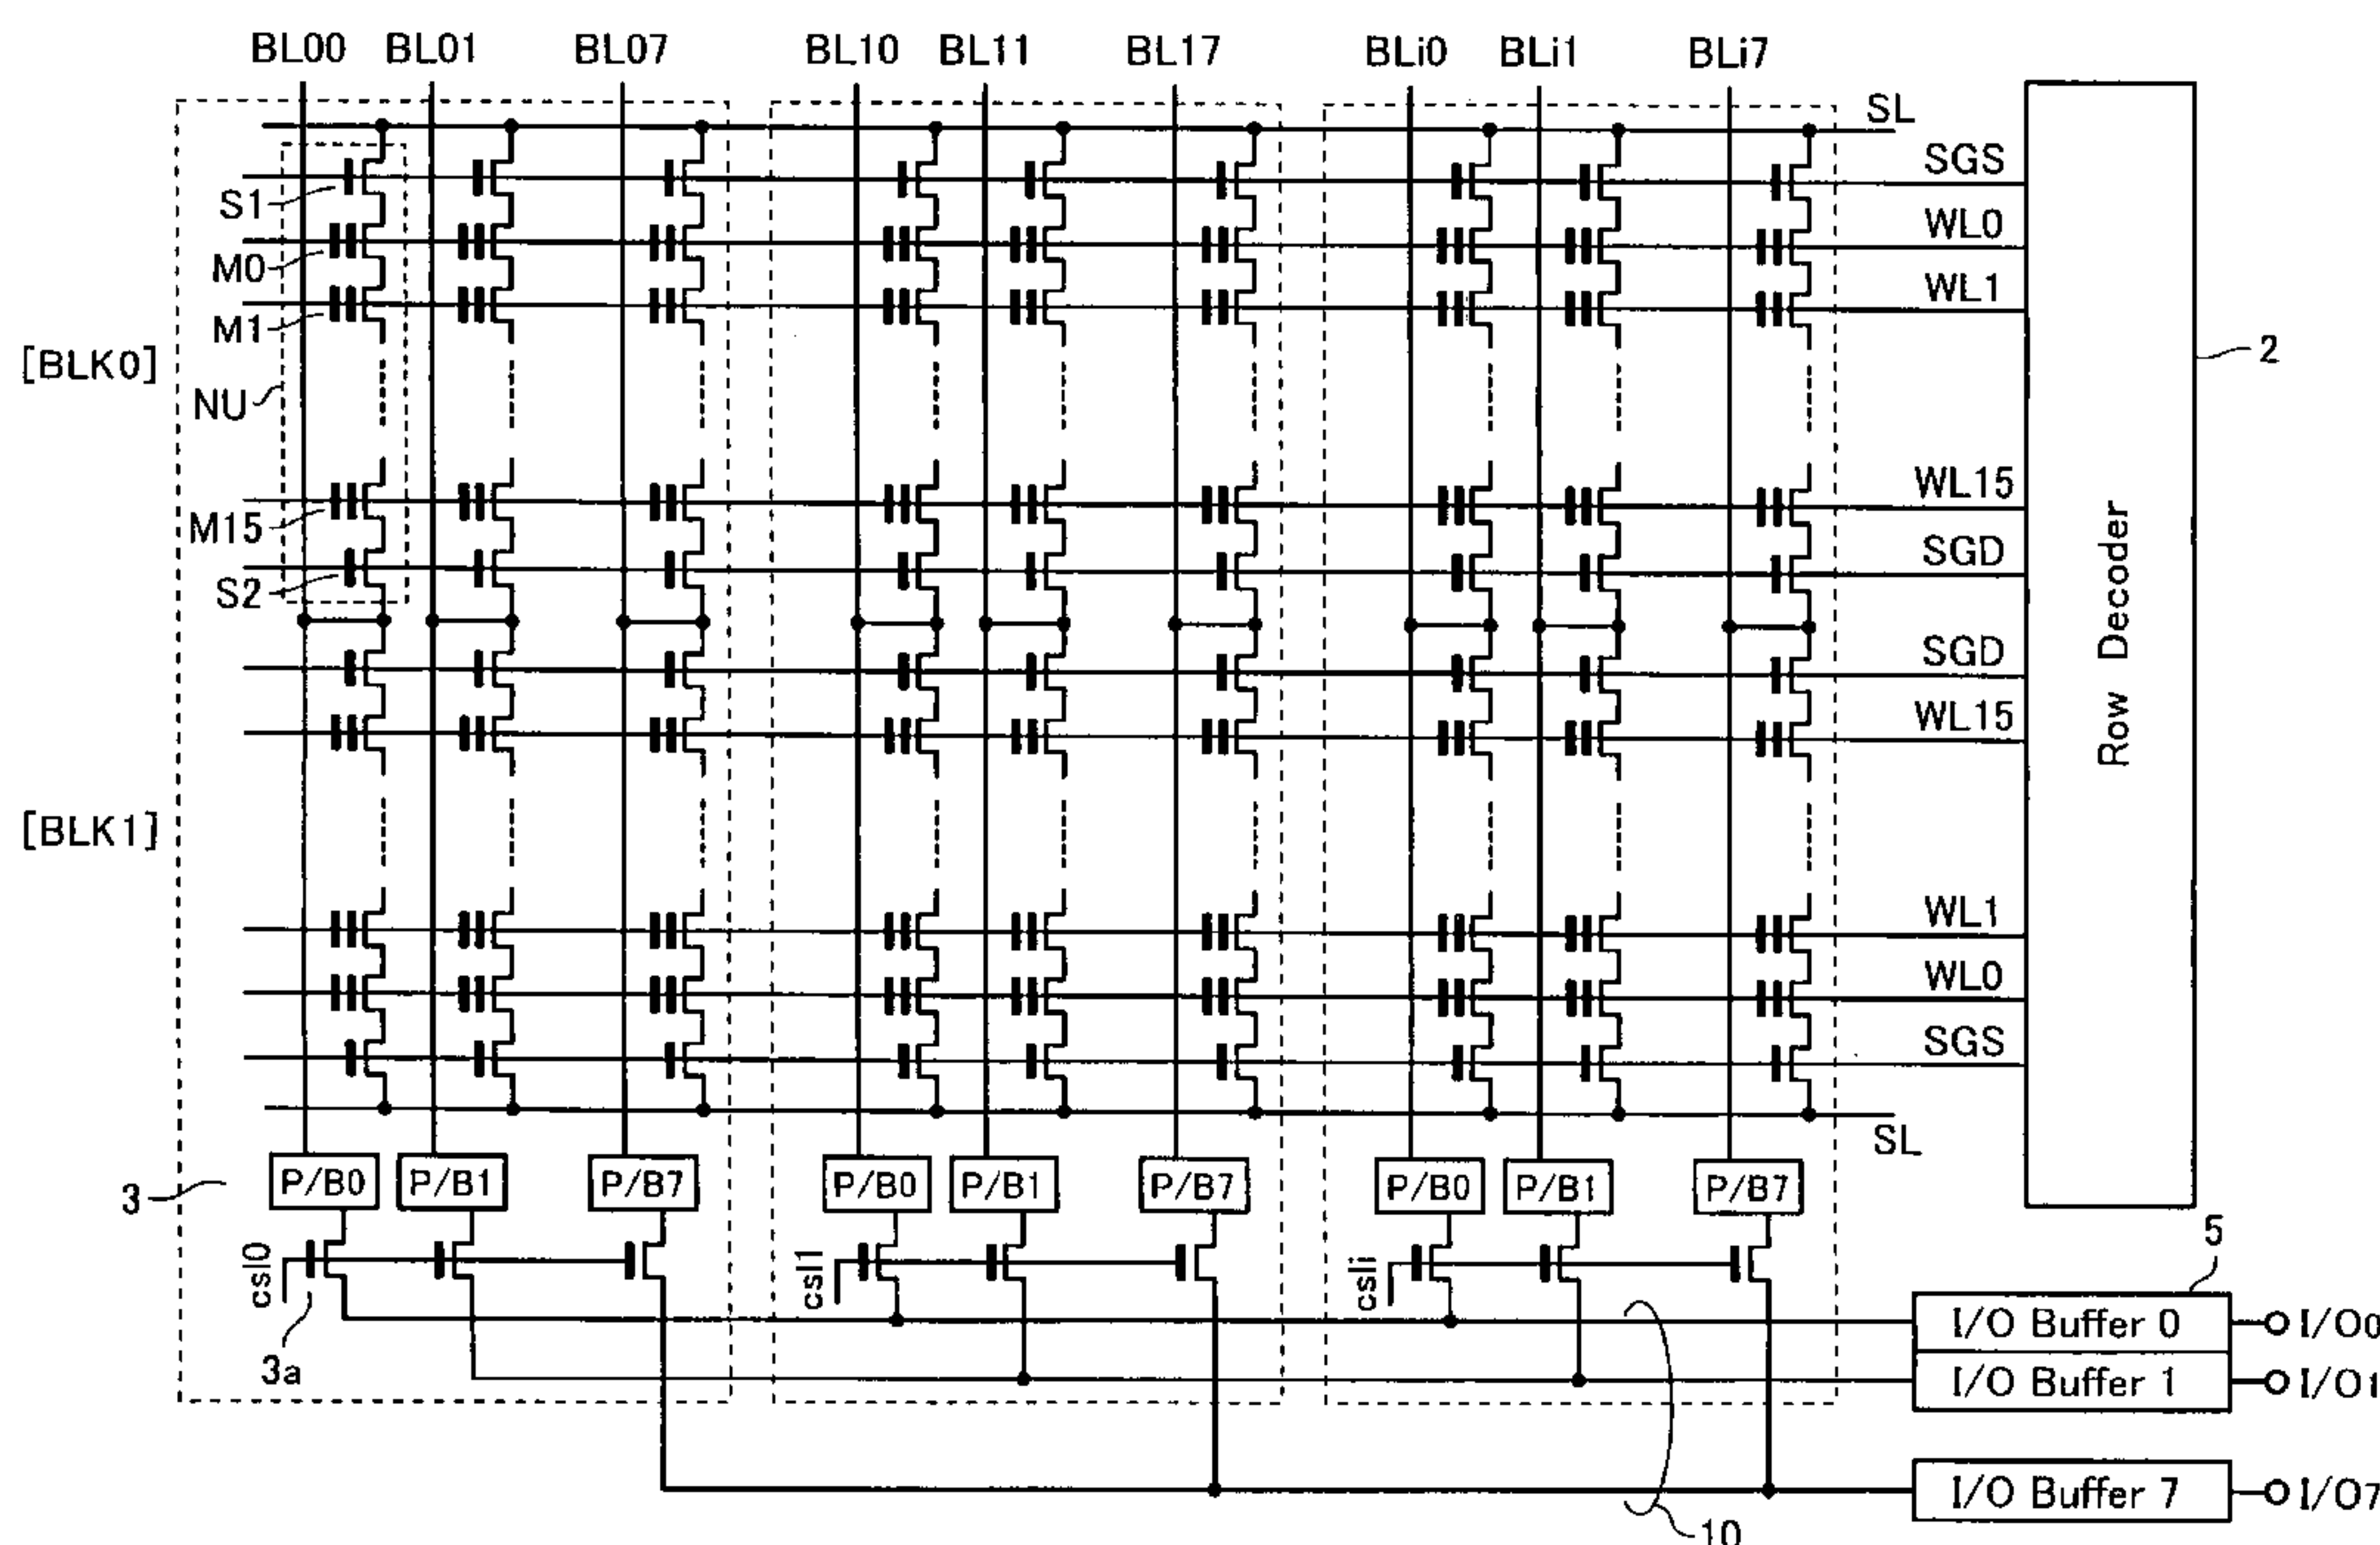 BL00 BL01 BL07 BL10 BL11 BL17 BLi0 BLi1 BLi7
SL
SGS
S1
WL0
M0
WL1
M1
[BLK0]
2
NU
WL15
M15
SGD
S2
Row Decoder
SGD
WL15
[BLK1]
WL1
WL0
SGS
SL
P/B0 P/B1 P/B7 P/B0 P/B1 P/B7 P/B0 P/B1 P/B7
3
5
csl0 csl1 csli
3a
I/O Buffer 0 I/O0
I/O Buffer 1 I/O1
I/O Buffer 7 I/O7
10